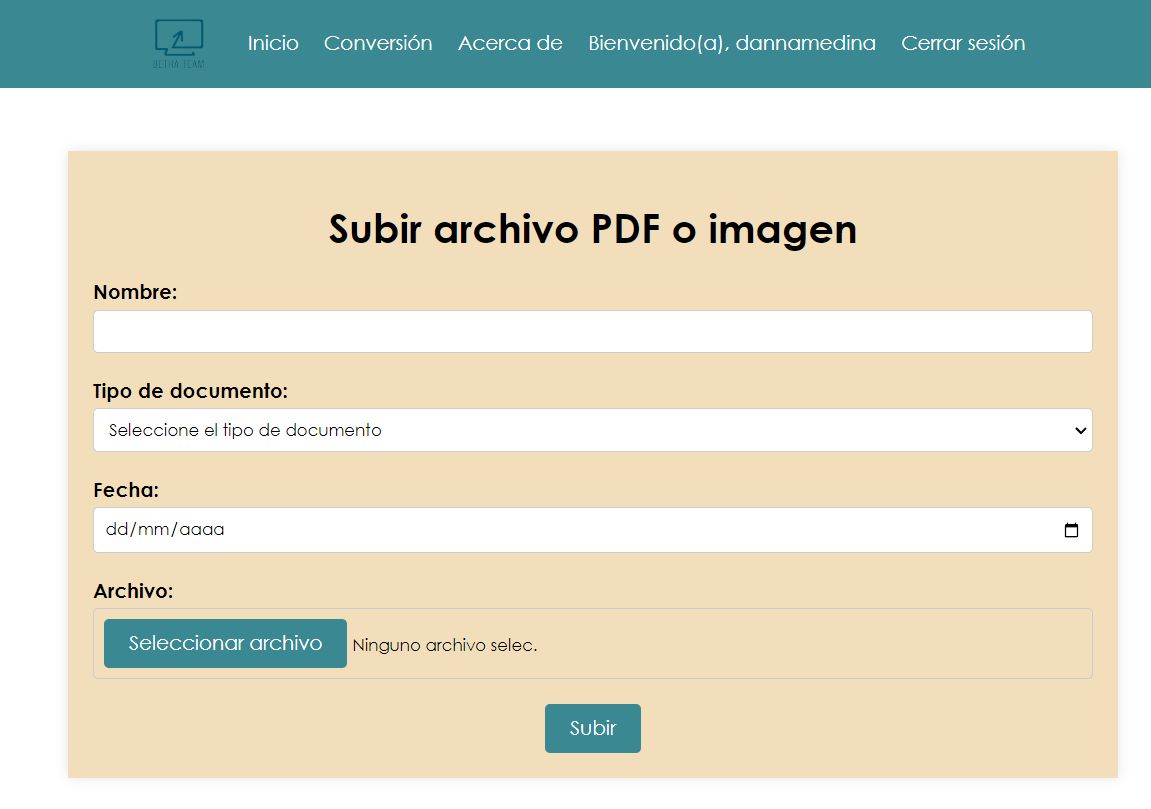 BETHA TEAM
Inicio Conversión Acerca de Bienvenido(a), dannamedina Cerrar sesión
Subir archivo PDF o imagen
Nombre:
Tipo de documento:
Seleccione el tipo de documento
Fecha:
dd/mm/aaaa
Archivo:
Seleccionar archivo Ninguno archivo selec.
Subir